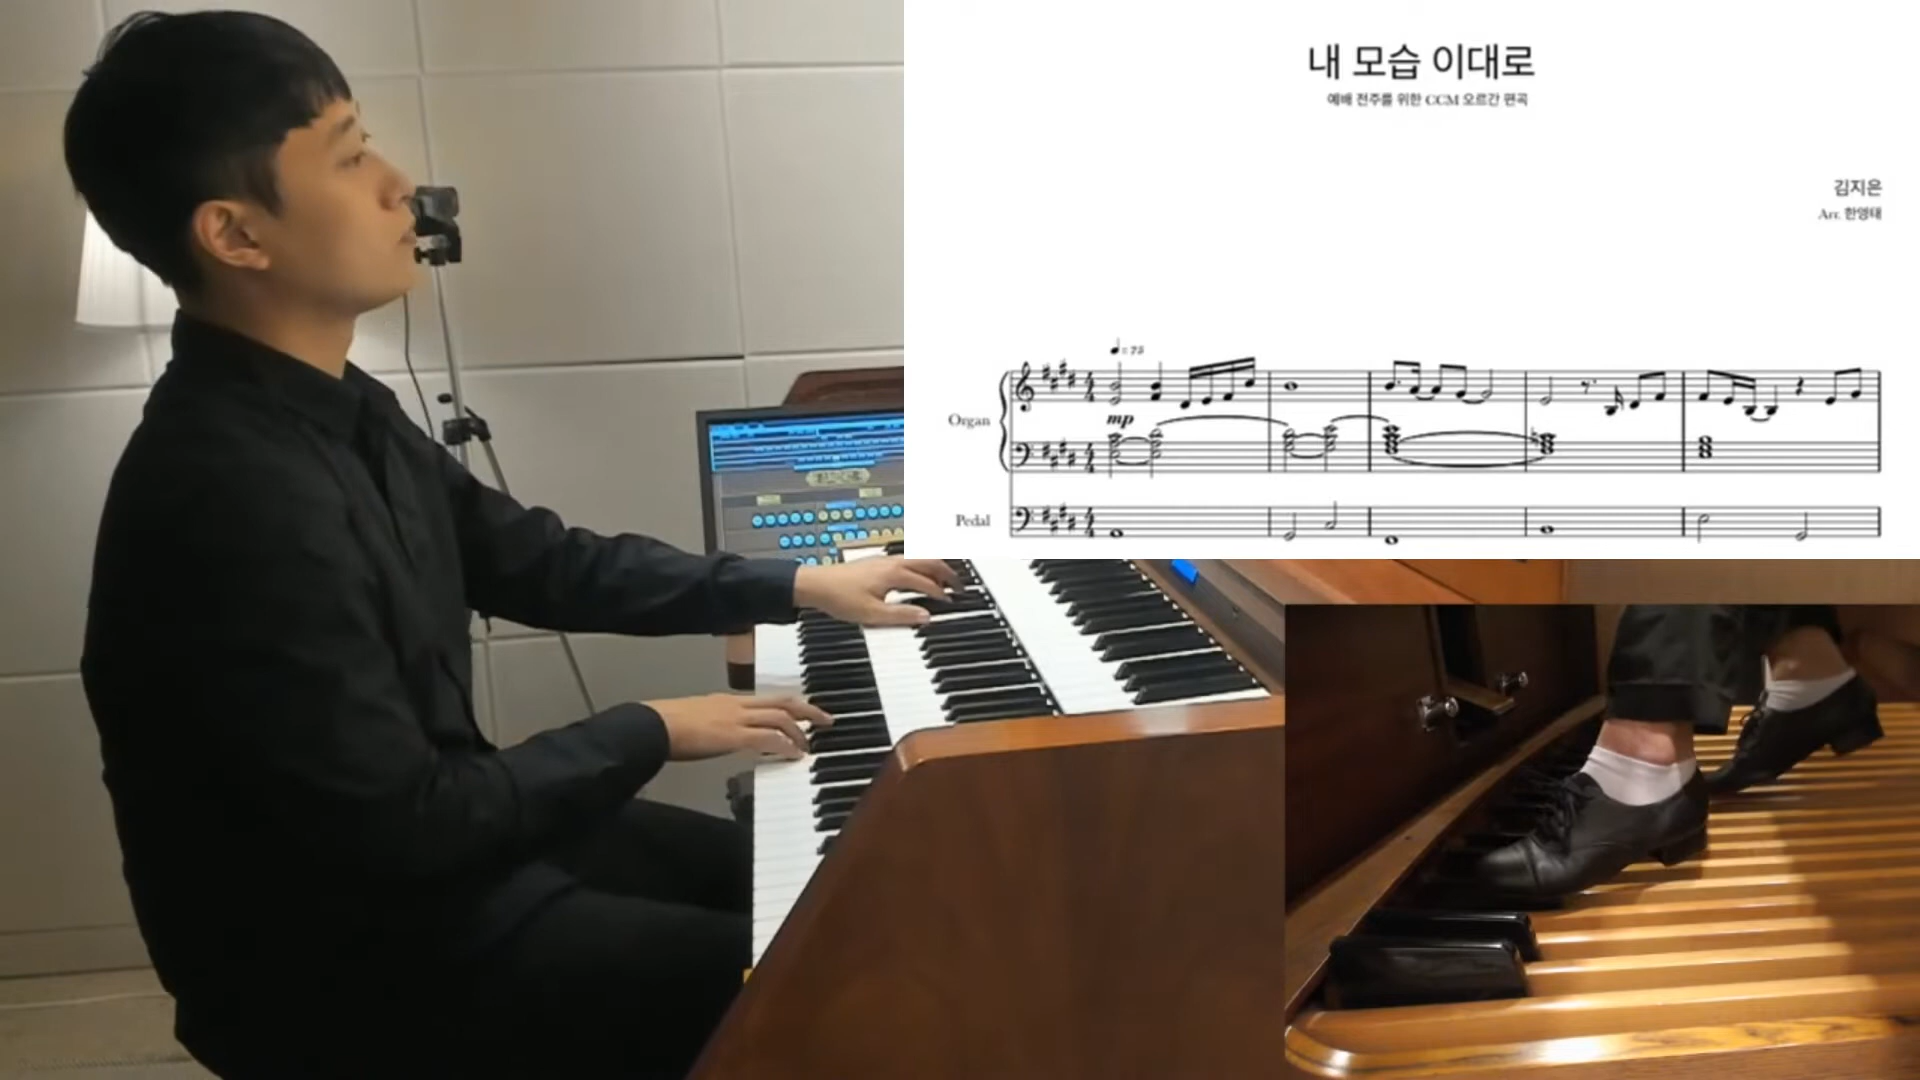 내 모습 이대로
예배 전주를 위한 CCM 오르간 편곡
김지은
Arr. 한영태
= 75
Organ
mp
Pedal